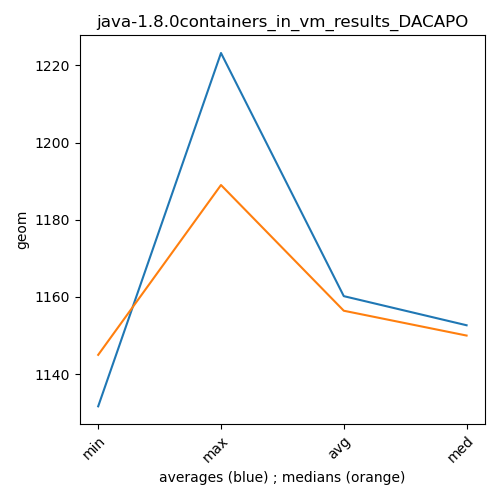 java-1.8.0containers_in_vm_results_DACAPO
1220
1200
1180
1160
1140
geom
min
max
avg
med
averages (blue) ; medians (orange)